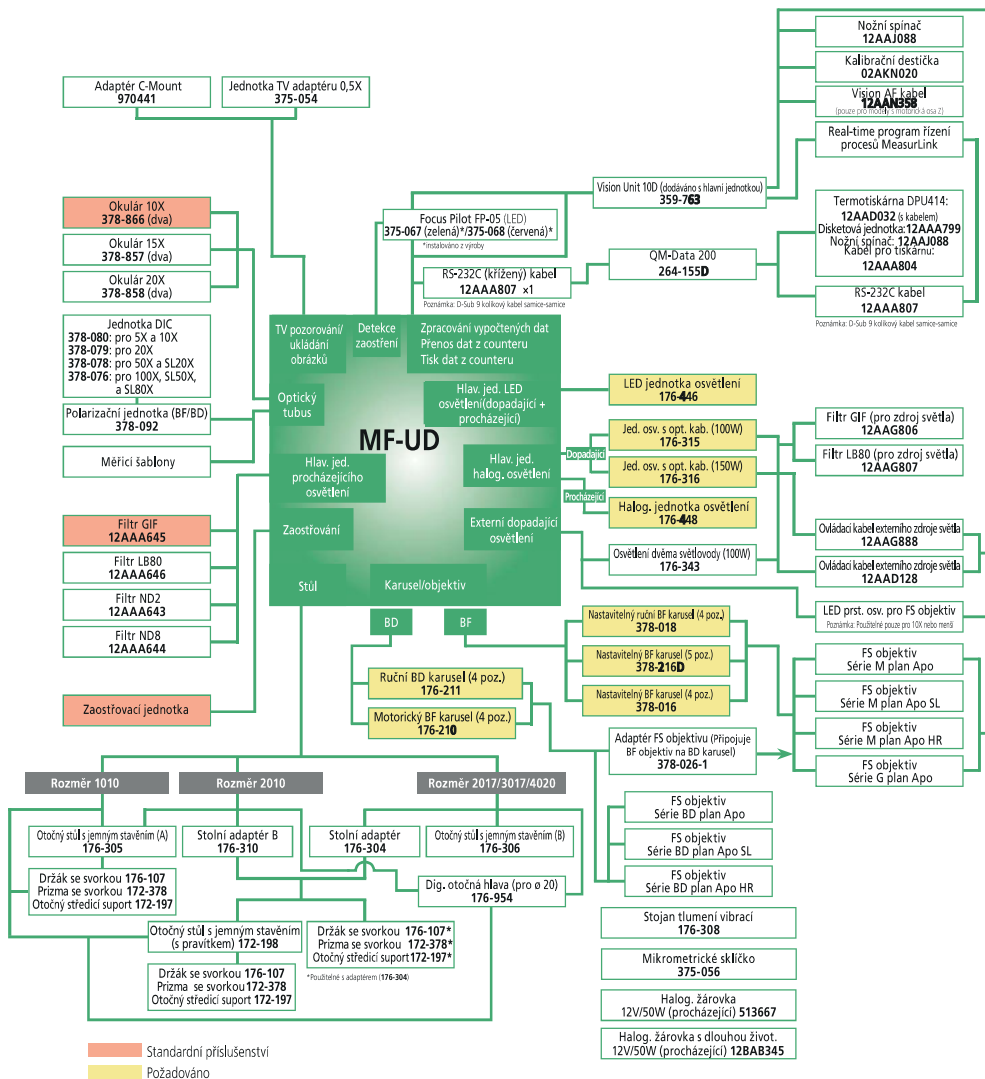 Nožní spínač
12AAJ088
Kalibrační destička
02AKN020
Vision AF kabel
12AAN358
(pouze pro modely s motorická osa Z)
Real-time program řízení
procesů MeasurLink
Adaptér C-Mount
970441
Jednotka TV adaptéru 0,5X
375-054
Vision Unit 10D (dodáváno s hlavní jednotkou)
359-763
Termotiskárna DPU414:
12AAD032 (s kabelem)
Disketová jednotka: 12AAA799
Nožní spínač: 12AAJ088
Kabel pro tiskárnu:
12AAA804
Okulár 10X
378-866 (dva)
Okulár 15X
378-857 (dva)
Okulár 20X
378-858 (dva)
Focus Pilot FP-05 (LED)
375-067 (zelená)*/375-068 (červená)*
*instalováno z výroby
QM-Data 200
264-155D
RS-232C (křížený) kabel
12AAA807 x1
Poznámka: D-Sub 9 kolíkový kabel samice-samice
RS-232C kabel
12AAA807
Poznámka: D-Sub 9 kolíkový kabel samice-samice
Jednotka DIC
378-080: pro 5X a 10X
378-079: pro 20X
378-078: pro 50X a SL20X
378-076: pro 100X, SL50X,
a SL80X
Polarizační jednotka (BF/BD)
378-092
Měřicí šablony
TV pozorování/
ukládání
obrázků
Detekce
zaostření
Zpracování vypočtených dat
Přenos dat z counteru
Tisk dat z counteru
Optický
tubus
Hlav. jed. LED
osvětlení(dopadající +
procházející)
MF-UD
Hlav. jed.
procházejícího
osvětlení
Hlav. jed.
halog. osvětlení
Zaostřování
Externí dopadající
osvětlení
Stůl
Karusel/objektiv
BD
BF
Dopadající
Procházející
LED jednotka osvětlení
176-446
Jed. osv. s opt. kab. (100W)
176-315
Jed. osv. s opt. kab. (150W)
176-316
Halog. jednotka osvětlení
176-448
Osvětlení dvěma světlovody (100W)
176-343
Filtr GIF (pro zdroj světla)
12AAG806
Filtr LB80 (pro zdroj světla)
12AAG807
Ovládací kabel externího zdroje světla
12AAG888
Ovládací kabel externího zdroje světla
12AAD128
LED prst. osv. pro FS objektiv
Poznámka: Použitelné pouze pro 10X nebo menší
Filtr GIF
12AAA645
Filtr LB80
12AAA646
Filtr ND2
12AAA643
Filtr ND8
12AAA644
Zaostřovací jednotka
Nastavitelný ruční BF karusel (4 poz.)
378-018
Nastavitelný BF karusel (5 poz.)
378-216D
Nastavitelný BF karusel (4 poz.)
378-016
Ruční BD karusel (4 poz.)
176-211
Motorický BF karusel (4 poz.)
176-210
Adaptér FS objektivu (Připojuje
BF objektiv na BD karusel)
378-026-1
FS objektiv
Série M plan Apo
FS objektiv
Série M plan Apo SL
FS objektiv
Série M plan Apo HR
FS objektiv
Série G plan Apo
FS objektiv
Série BD plan Apo
FS objektiv
Série BD plan Apo SL
FS objektiv
Série BD plan Apo HR
Rozměr 1010
Rozměr 2010
Rozměr 2017/3017/4020
Otočný stůl s jemným stavěním (A)
176-305
Stolní adaptér B
176-310
Stolní adaptér
176-304
Otočný stůl s jemným stavěním (B)
176-306
Držák se svorkou 176-107
Prizma se svorkou 172-378
Otočný středicí suport 172-197
Dig. otočná hlava (pro ø 20)
176-954
Otočný stůl s jemným stavěním
(s pravítkem) 172-198
Držák se svorkou 176-107*
Prizma se svorkou 172-378*
Otočný středicí suport 172-197*
*Použitelné s adaptérem (176-304)
Držák se svorkou 176-107
Prizma se svorkou 172-378
Otočný středicí suport 172-197
Stojan tlumení vibrací
176-308
Mikrometrické sklíčko
375-056
Halog. žárovka
12V/50W (procházející) 513667
Halog. žárovka s dlouhou život.
12V/50W (procházející) 12BAB345
Standardní příslušenství
Požadováno